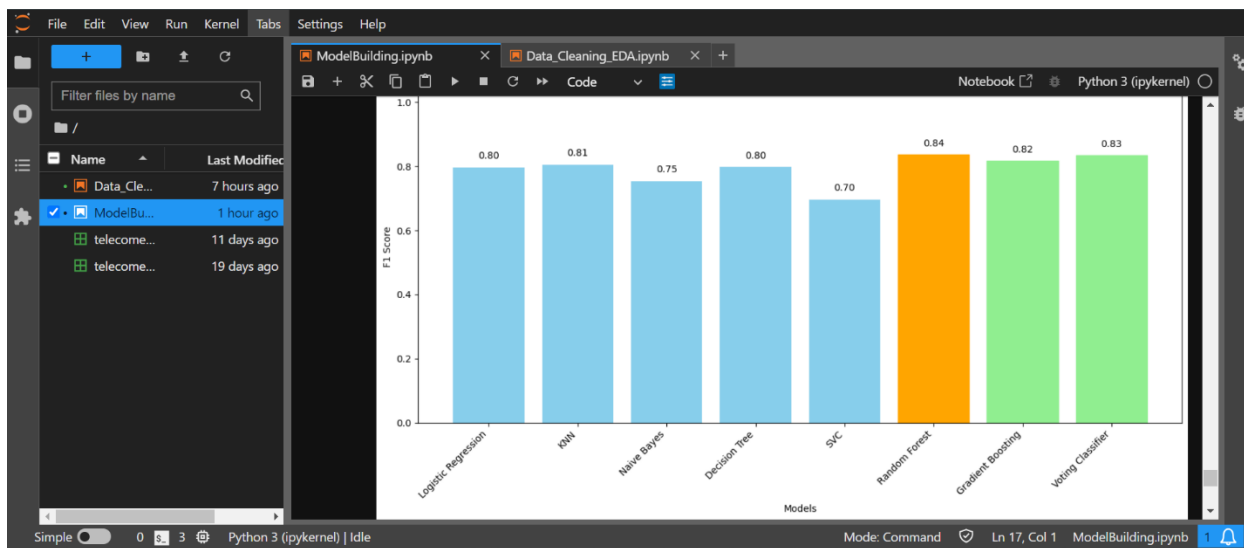 File Edit View Run Kernel Tabs Settings Help
ModelBuilding.ipynb
Data_Cleaning_EDA.ipynb
Code
Notebook
Python 3 (ipykernel)
Filter files by name
/
Name
Last Modified
Data_Cle... 7 hours ago
ModelBu... 1 hour ago
telecome... 11 days ago
telecome... 19 days ago
1.0
0.8
0.6
0.4
0.2
0.0
F1 Score
0.80
0.81
0.75
0.80
0.70
0.84
0.82
0.83
Logistic Regression
KNN
Naive Bayes
Decision Tree
SVC
Random Forest
Gradient Boosting
Voting Classifier
Models
Simple 0 $_ 3 Python 3 (ipykernel) | Idle
Mode: Command Ln 17, Col 1 ModelBuilding.ipynb 1